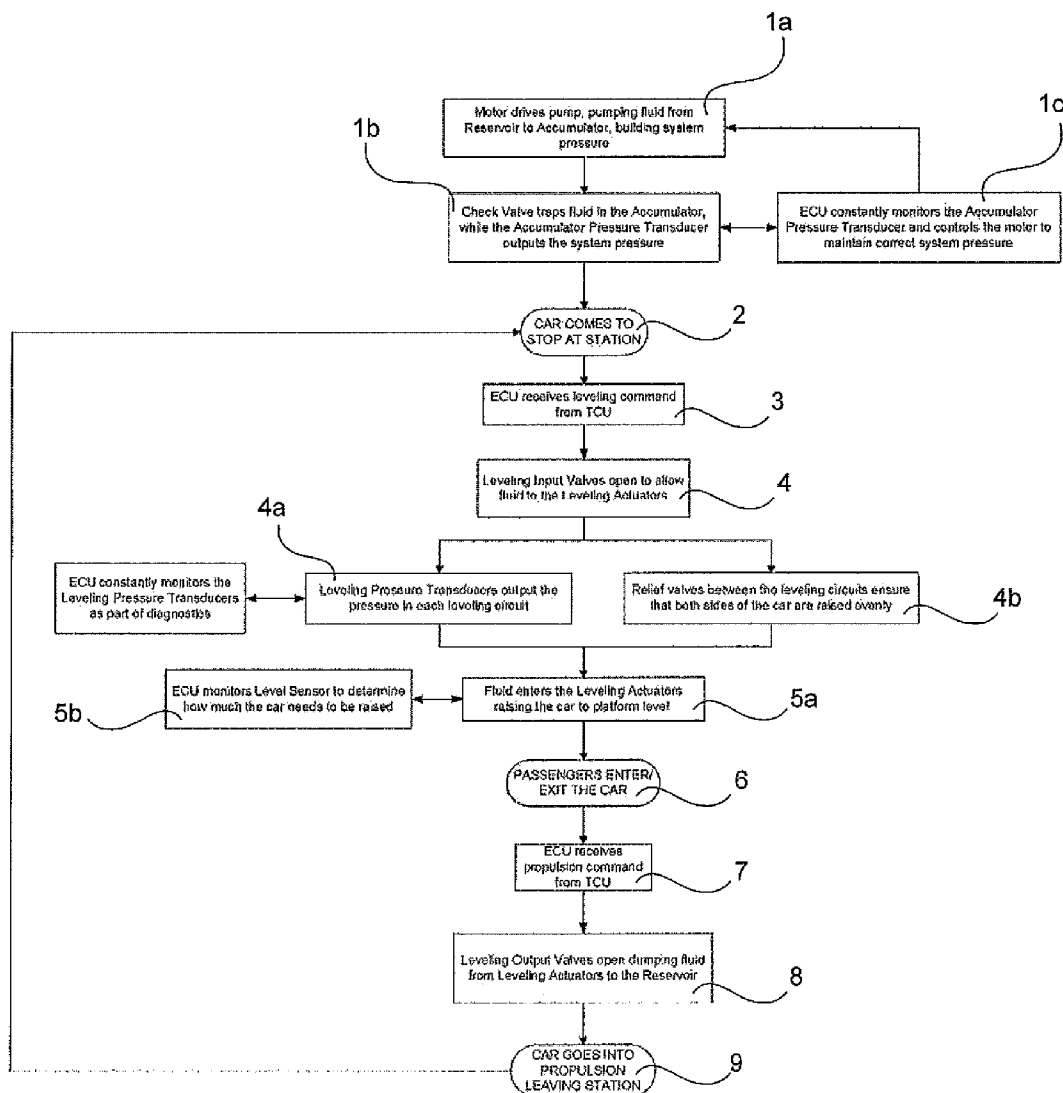 1a
Motor drives pump, pumping fluid from
Reservoir to Accumulator, building system
pressure
1b
1c
Check Valve traps fluid in the Accumulator,
while the Accumulator Pressure Transducer
outputs the system pressure
ECU constantly monitors the Accumulator
Pressure Transducer and controls the motor to
maintain correct system pressure
CAR COMES TO
STOP AT STATION
2
ECU receives leveling command
from TCU
3
Leveling Input Valves open to allow
fluid to the Leveling Actuators
4
4a
ECU constantly monitors the
Leveling Pressure Transducers
as part of diagnostics
Leveling Pressure Transducers output the
pressure in each leveling circuit
Relief valves between the leveling circuits ensure
that both sides of the car are raised evenly
4b
ECU monitors Level Sensor to determine
how much the car needs to be raised
5b
Fluid enters the Leveling Actuators
raising the car to platform level
5a
PASSENGERS ENTER/
EXIT THE CAR
6
ECU receives
propulsion command
from TCU
7
Leveling Output Valves open dumping fluid
from Leveling Actuators to the Reservoir
8
CAR GOES INTO
PROPULSION
LEAVING STATION
9